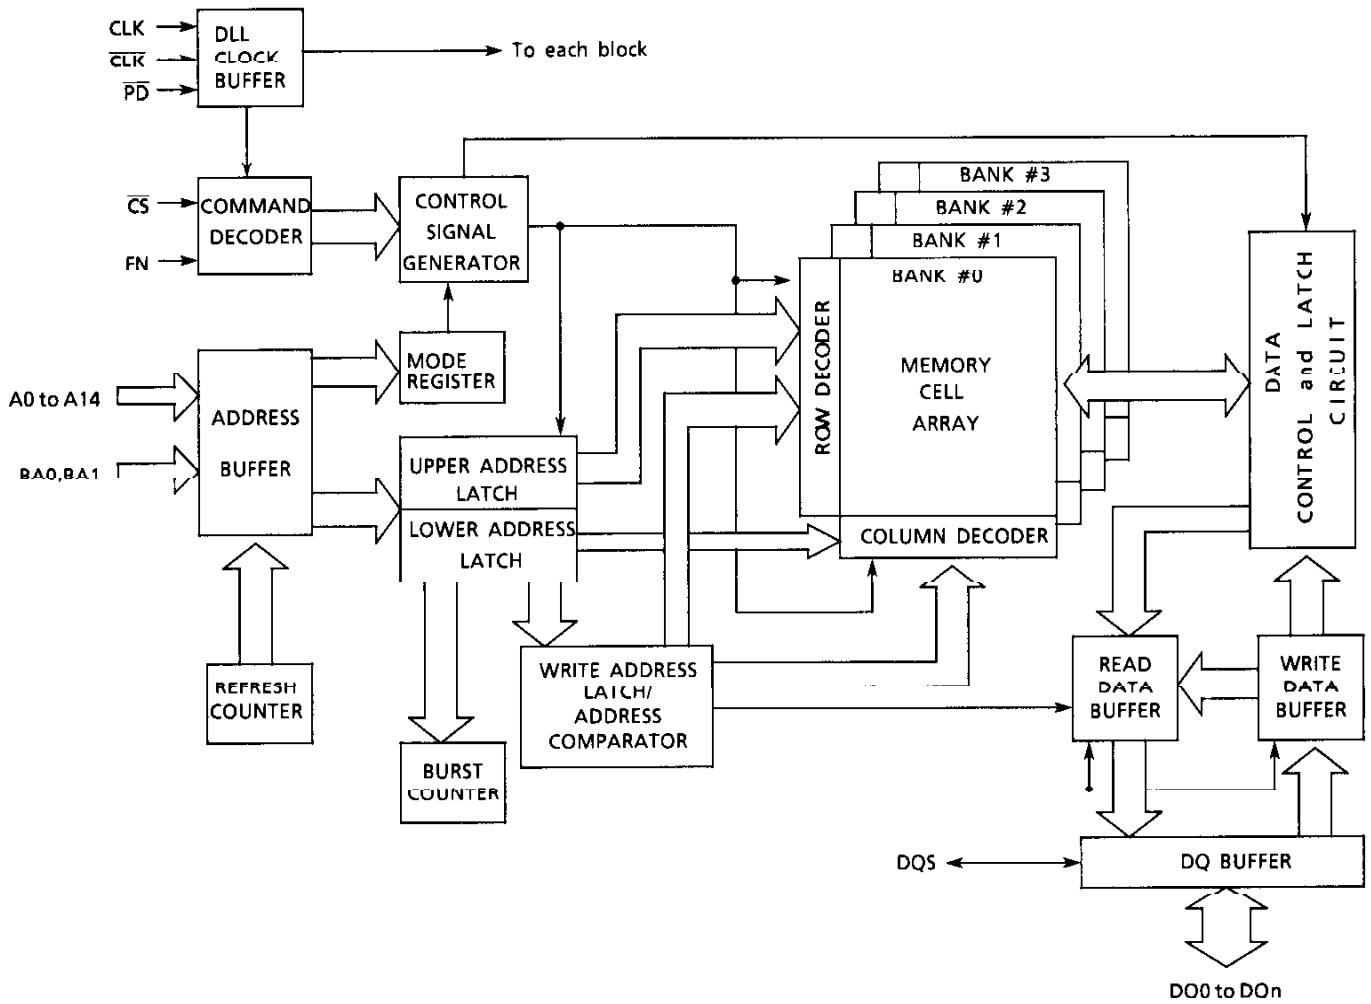 CLK
CLK
PD
DLL
CLOCK
BUFFER
To each block
CS
FN
COMMAND
DECODER
CONTROL
SIGNAL
GENERATOR
BANK #3
BANK #2
BANK #1
BANK #0
MEMORY
CELL
ARRAY
ROW DECODER
COLUMN DECODER
DATA
CONTROL and LATCH
CIRCUIT
MODE
REGISTER
A0 to A14
BA0,BA1
ADDRESS
BUFFER
UPPER ADDRESS
LATCH
LOWER ADDRESS
LATCH
REFRESH
COUNTER
BURST
COUNTER
WRITE ADDRESS
LATCH/
ADDRESS
COMPARATOR
READ
DATA
BUFFER
WRITE
DATA
BUFFER
DQS
DQ BUFFER
DQ0 to DQn